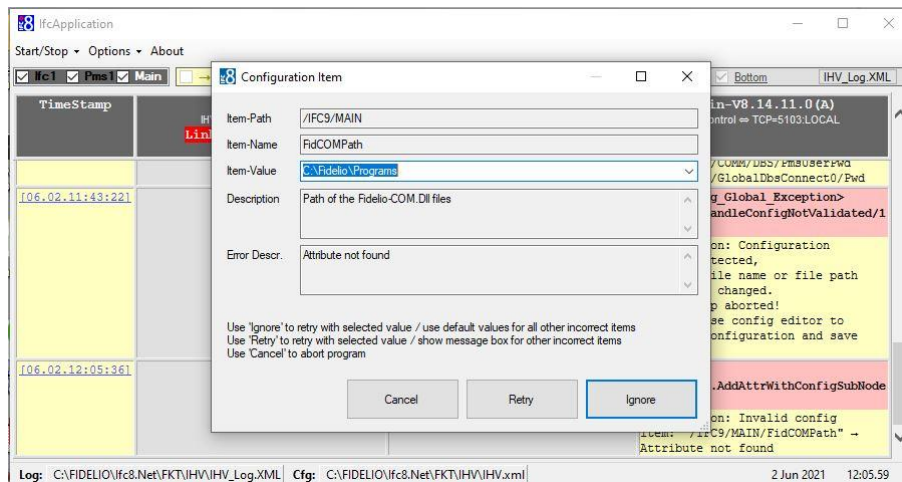 IfcApplication
Start/Stop Options About
Ifc1 Pms1 Main
Bottom IHV_Log.XML
TimeStamp
in-V8.14.11.0(A)
TCP=5103:LOCAL
Configuration Item
Item-Path /IFC9/MAIN
Item-Name FidCOMPath
Item-Value C:\Fidelio\Programs
Description Path of the Fidelio-COM.Dll files
Error Descr. Attribute not found
Use 'Ignore' to retry with selected value / use default values for all other incorrect items
Use 'Retry' to retry with selected value / show message box for other incorrect items
Use 'Cancel' to abort program
Cancel Retry Ignore
/COMM/DBS/PmsUserPwd
/GlobalDbsConnect0/Pwd
[06.02.11:43:22]
g_Global_Exception>
andleConfigNotValidated/1
on: Configuration
tected,
ile name or file path
changed.
p aborted!
se config editor to
onfiguration and save
[06.02.12:05:36]
.AddAttrWithConfigSubNode
on: Invalid config
item: "/IFC9/MAIN/FidCOMPath" →
Attribute not found
Log: C:\FIDELIO\Ifc8.Net\FKT\IHV\IHV_Log.XML Cfg: C:\FIDELIO\Ifc8.Net\FKT\IHV\IHV.xml 2 Jun 2021 12:05.59